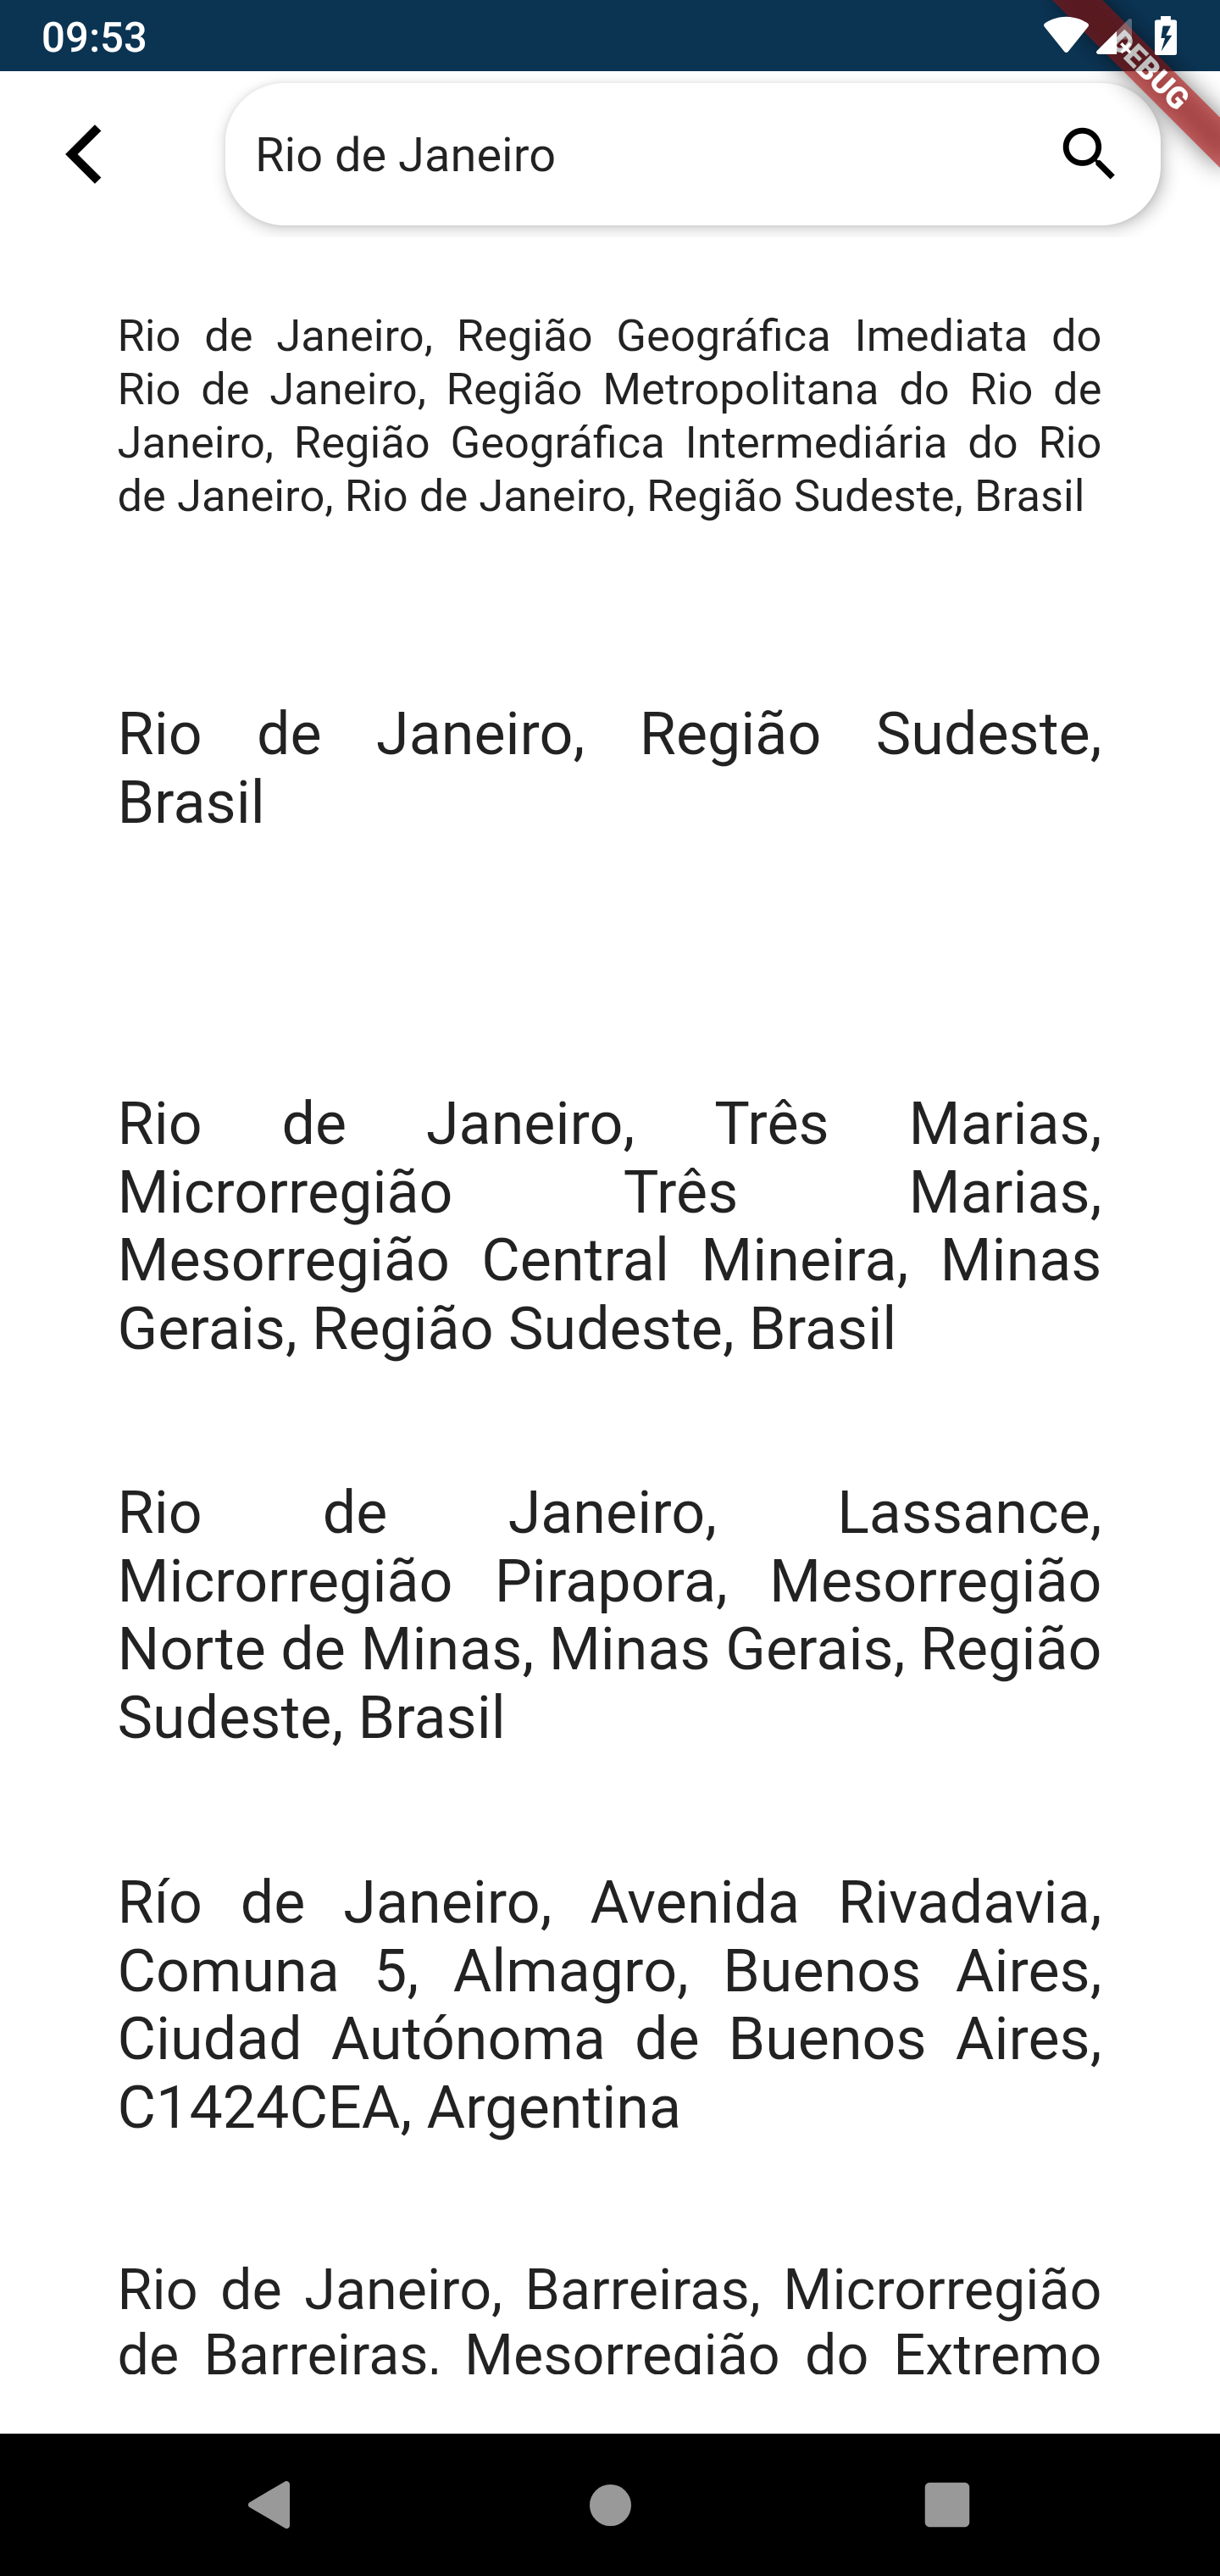 09:53
DEBUG
Rio de Janeiro
Rio de Janeiro, Região Geográfica Imediata do
Rio de Janeiro, Região Metropolitana do Rio de
Janeiro, Região Geográfica Intermediária do Rio
de Janeiro, Rio de Janeiro, Região Sudeste, Brasil
Rio de Janeiro, Região Sudeste,
Brasil
Rio de Janeiro, Três Marias,
Microrregião Três Marias,
Mesorregião Central Mineira, Minas
Gerais, Região Sudeste, Brasil
Rio de Janeiro, Lassance,
Microrregião Pirapora, Mesorregião
Norte de Minas, Minas Gerais, Região
Sudeste, Brasil
Río de Janeiro, Avenida Rivadavia,
Comuna 5, Almagro, Buenos Aires,
Ciudad Autónoma de Buenos Aires,
C1424CEA, Argentina
Rio de Janeiro, Barreiras, Microrregião
de Barreiras, Mesorregião do Extremo